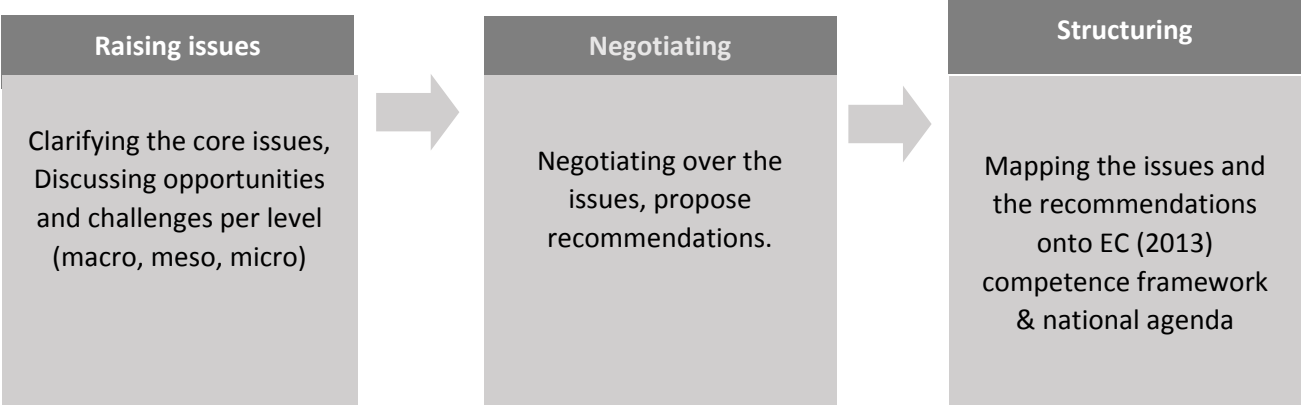 Raising issues
Clarifying the core issues,
Discussing opportunities
and challenges per level
(macro, meso, micro)
Negotiating
Negotiating over the
issues, propose
recommendations.
Structuring
Mapping the issues and
the recommendations
onto EC (2013)
competence framework
& national agenda